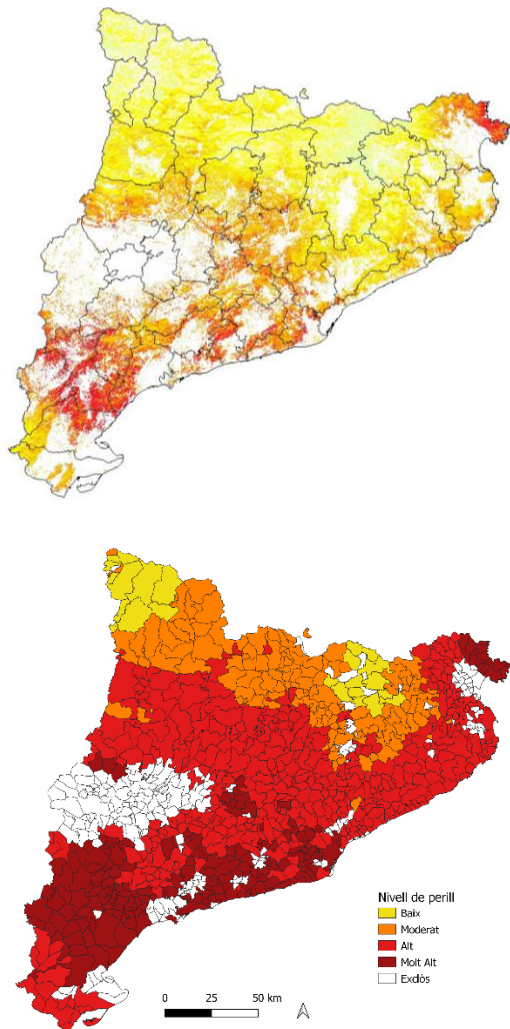 Nivell de perill
Baix
Moderat
Alt
Molt Alt
Exclòs
0 25 50 km